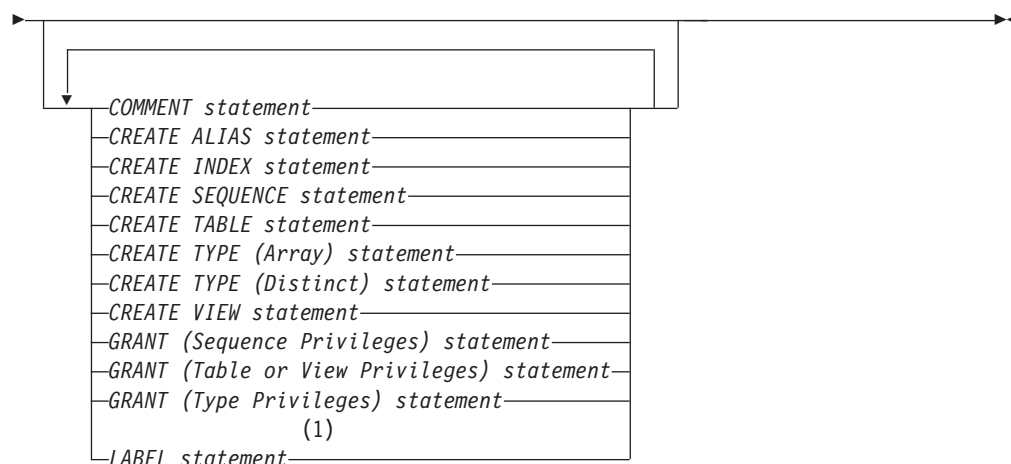 COMMENT statement
CREATE ALIAS statement
CREATE INDEX statement
CREATE SEQUENCE statement
CREATE TABLE statement
CREATE TYPE (Array) statement
CREATE TYPE (Distinct) statement
CREATE VIEW statement
GRANT (Sequence Privileges) statement
GRANT (Table or View Privileges) statement
GRANT (Type Privileges) statement
(1)
LABEL statement